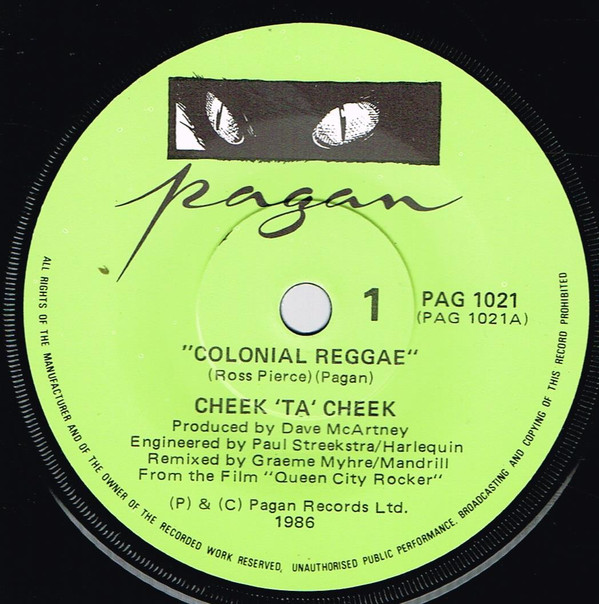 pagan
1
PAG 1021
(PAG 1021A)
"COLONIAL REGGAE"
(Ross Pierce)(Pagan)
CHEEK 'TA' CHEEK
Produced by Dave McArtney
Engineered by Paul Streekstra/Harlequin
Remixed by Graeme Myhre/Mandrill
From the Film "Queen City Rocker"
(P) & (C) Pagan Records Ltd.
1986
ALL RIGHTS OF THE MANUFACTURER AND OF THE OWNER OF THE RECORDED WORK RESERVED, UNAUTHORISED PUBLIC PERFORMANCE, BROADCASTING AND COPYING OF THIS RECORD PROHIBITED